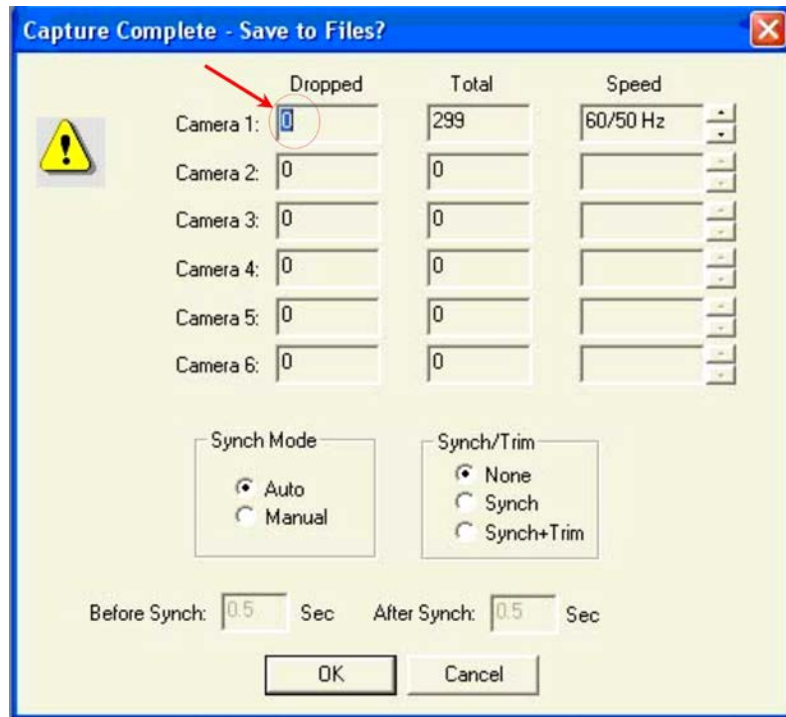 Capture Complete - Save to Files?
Dropped Total Speed
Camera 1: 0 299 60/50 Hz
Camera 2: 0 0
Camera 3: 0 0
Camera 4: 0 0
Camera 5: 0 0
Camera 6: 0 0
Synch Mode
Auto
Manual
Synch/Trim
None
Synch
Synch+Trim
Before Synch: 0.5 Sec After Synch: 0.5 Sec
OK Cancel